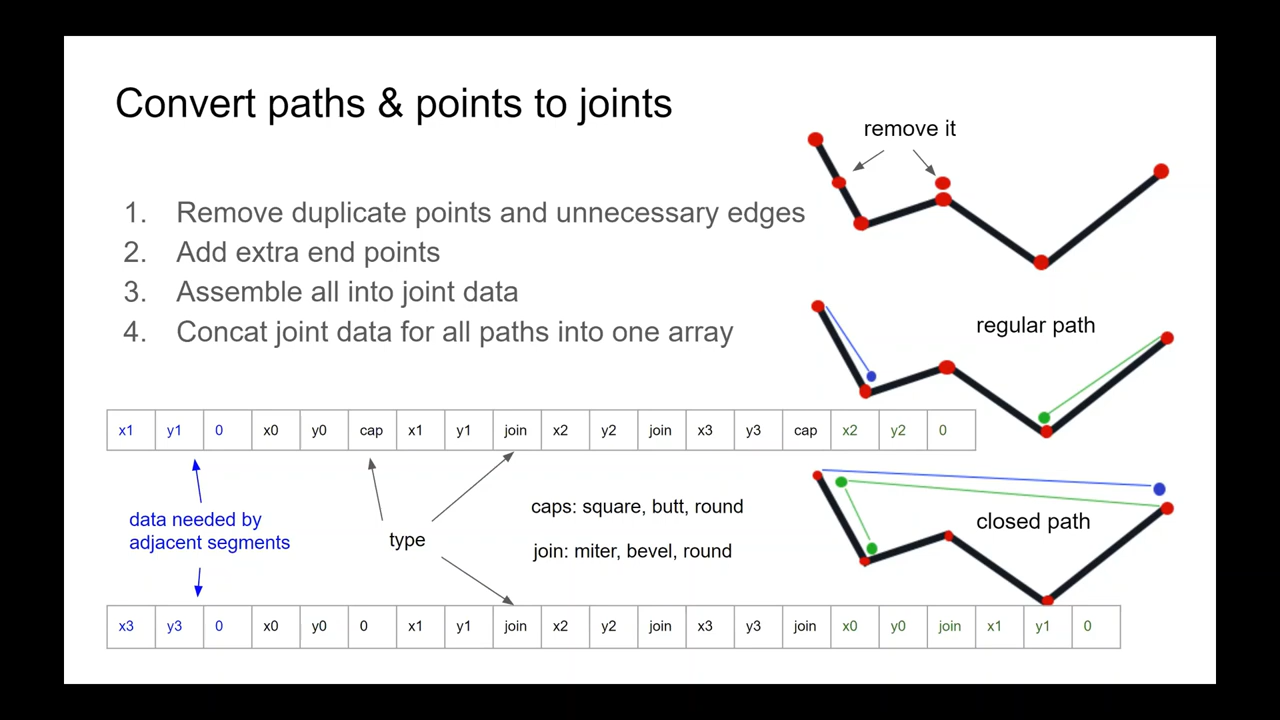 Convert paths & points to joints
remove it
1. Remove duplicate points and unnecessary edges
2. Add extra end points
3. Assemble all into joint data
4. Concat joint data for all paths into one array
regular path
x1 y1 0 x0 y0 cap x1 y1 join x2 y2 join x3 y3 cap x2 y2 0
data needed by
adjacent segments
type
caps: square, butt, round
join: miter, bevel, round
closed path
x3 y3 0 x0 y0 0 x1 y1 join x2 y2 join x3 y3 join x0 y0 join x1 y1 0